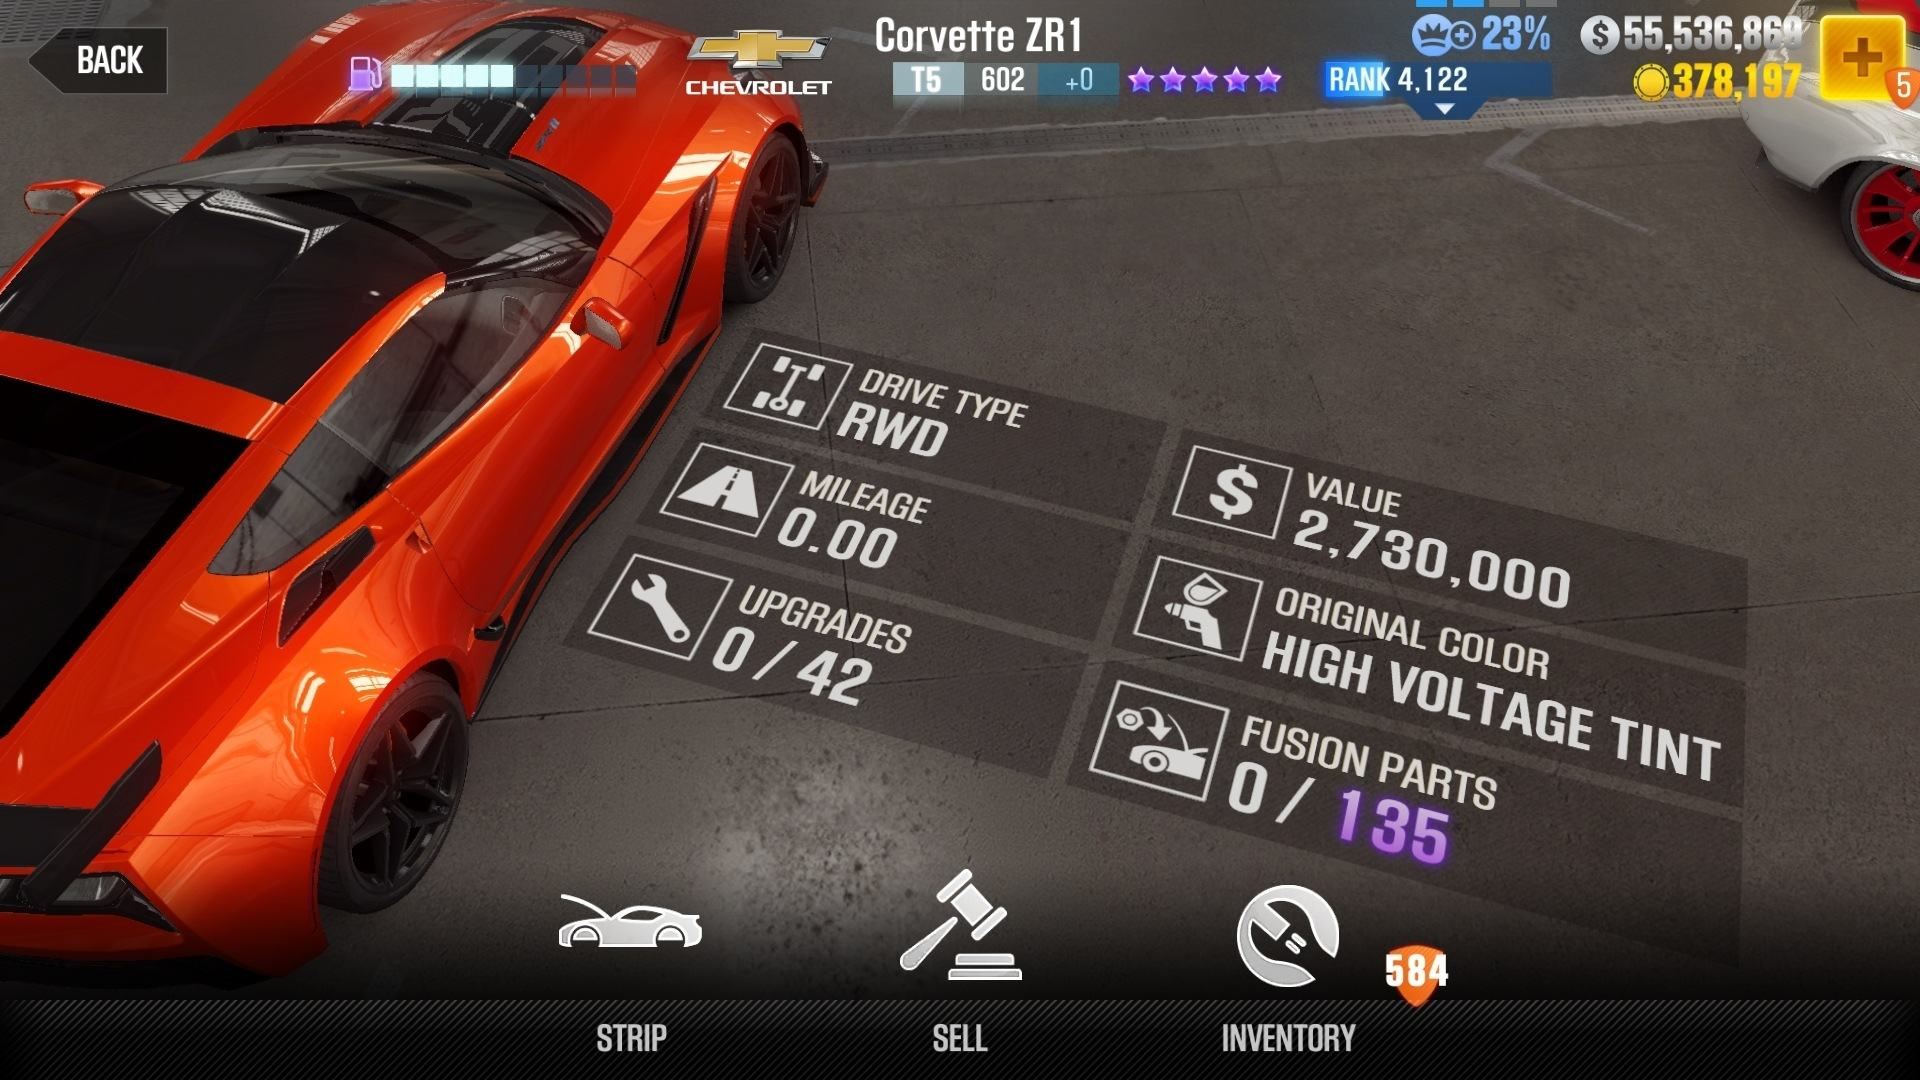 BACK
CHEVROLET
Corvette ZR1
T5 602 +0
RANK 4,122
23%
55,536,869
378,197
5
DRIVE TYPE
RWD
MILEAGE
0.00
UPGRADES
0 / 42
VALUE
2,730,000
ORIGINAL COLOR
HIGH VOLTAGE TINT
FUSION PARTS
0 / 135
584
STRIP
SELL
INVENTORY